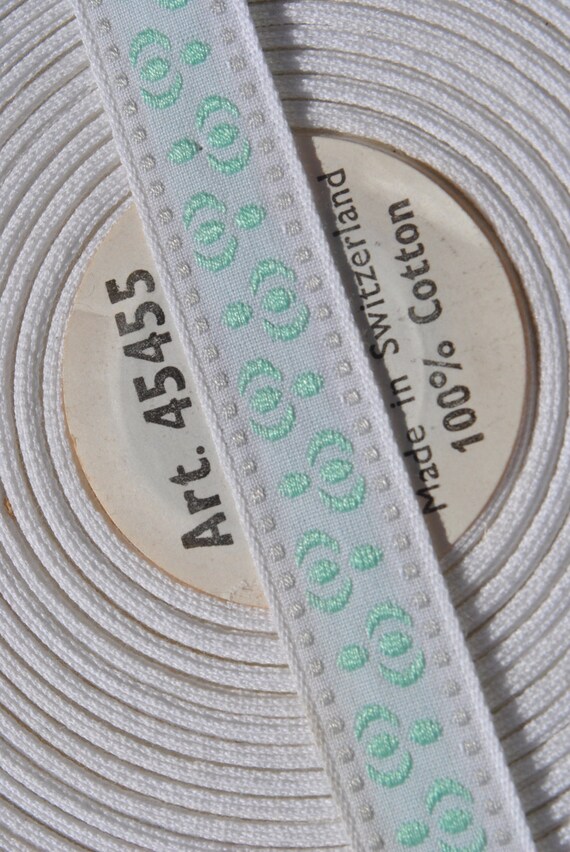 Art. 45455
Made in Switzerland
100% Cotton